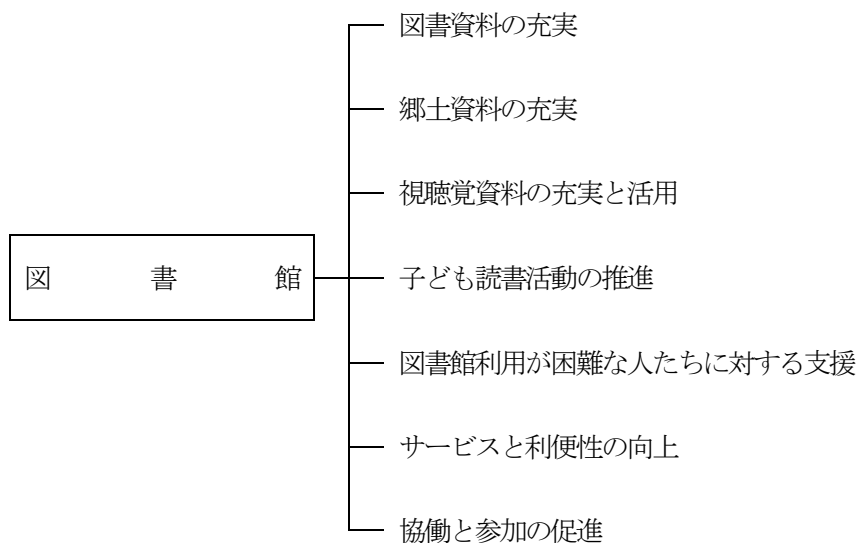 図書資料の充実
郷土資料の充実
視聴覚資料の充実と活用
図書館
子ども読書活動の推進
図書館利用が困難な人たちに対する支援
サービスと利便性の向上
協働と参加の促進